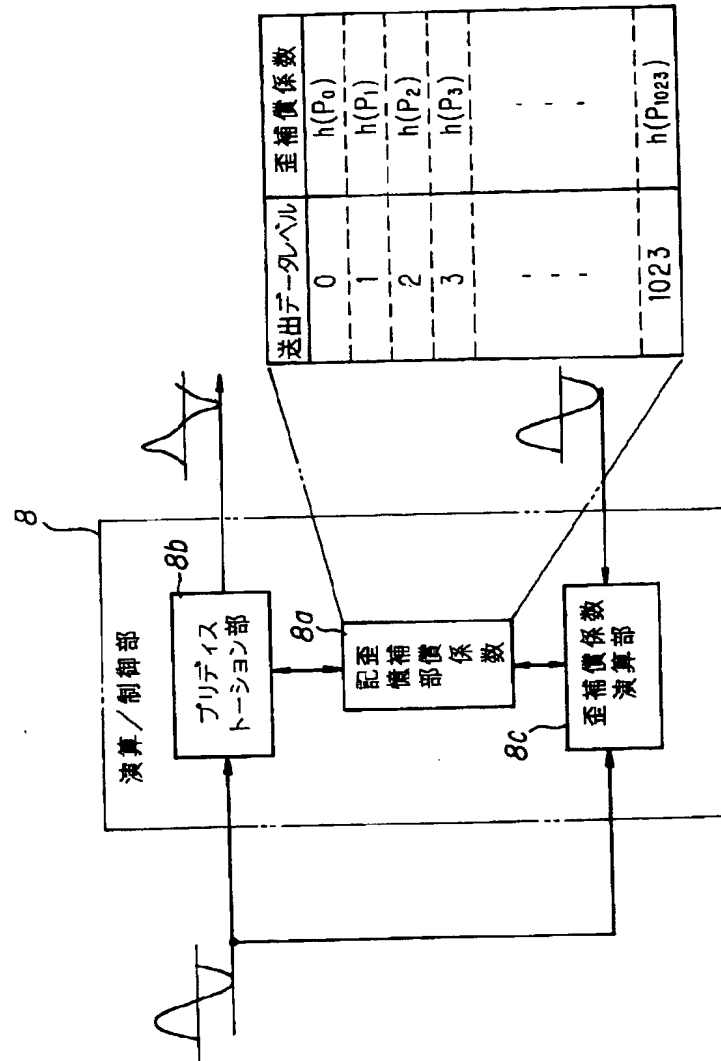 8
演算/制御部
プリディス
トーション部
8b
8a
歪補償係数
記憶部
8c
歪補償係数
演算部
送出データレベル 歪補償係数
0 h(P0)
1 h(P1)
2 h(P2)
3 h(P3)
1023 h(P1023)